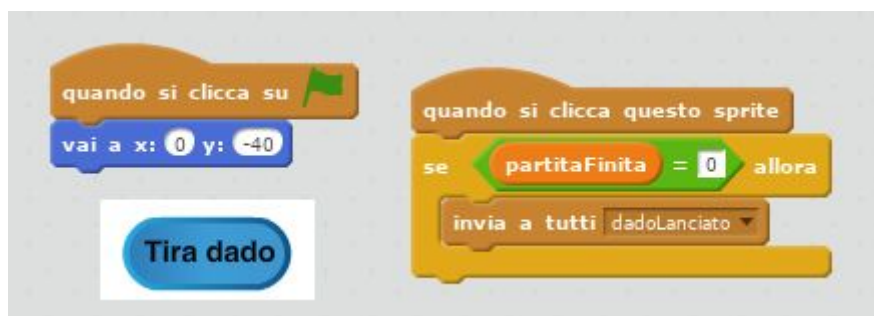 quando si clicca su
vai a x: 0 y: -40
Tira dado
quando si clicca questo sprite
se partitaFinita = 0 allora
invia a tutti dadoLanciato